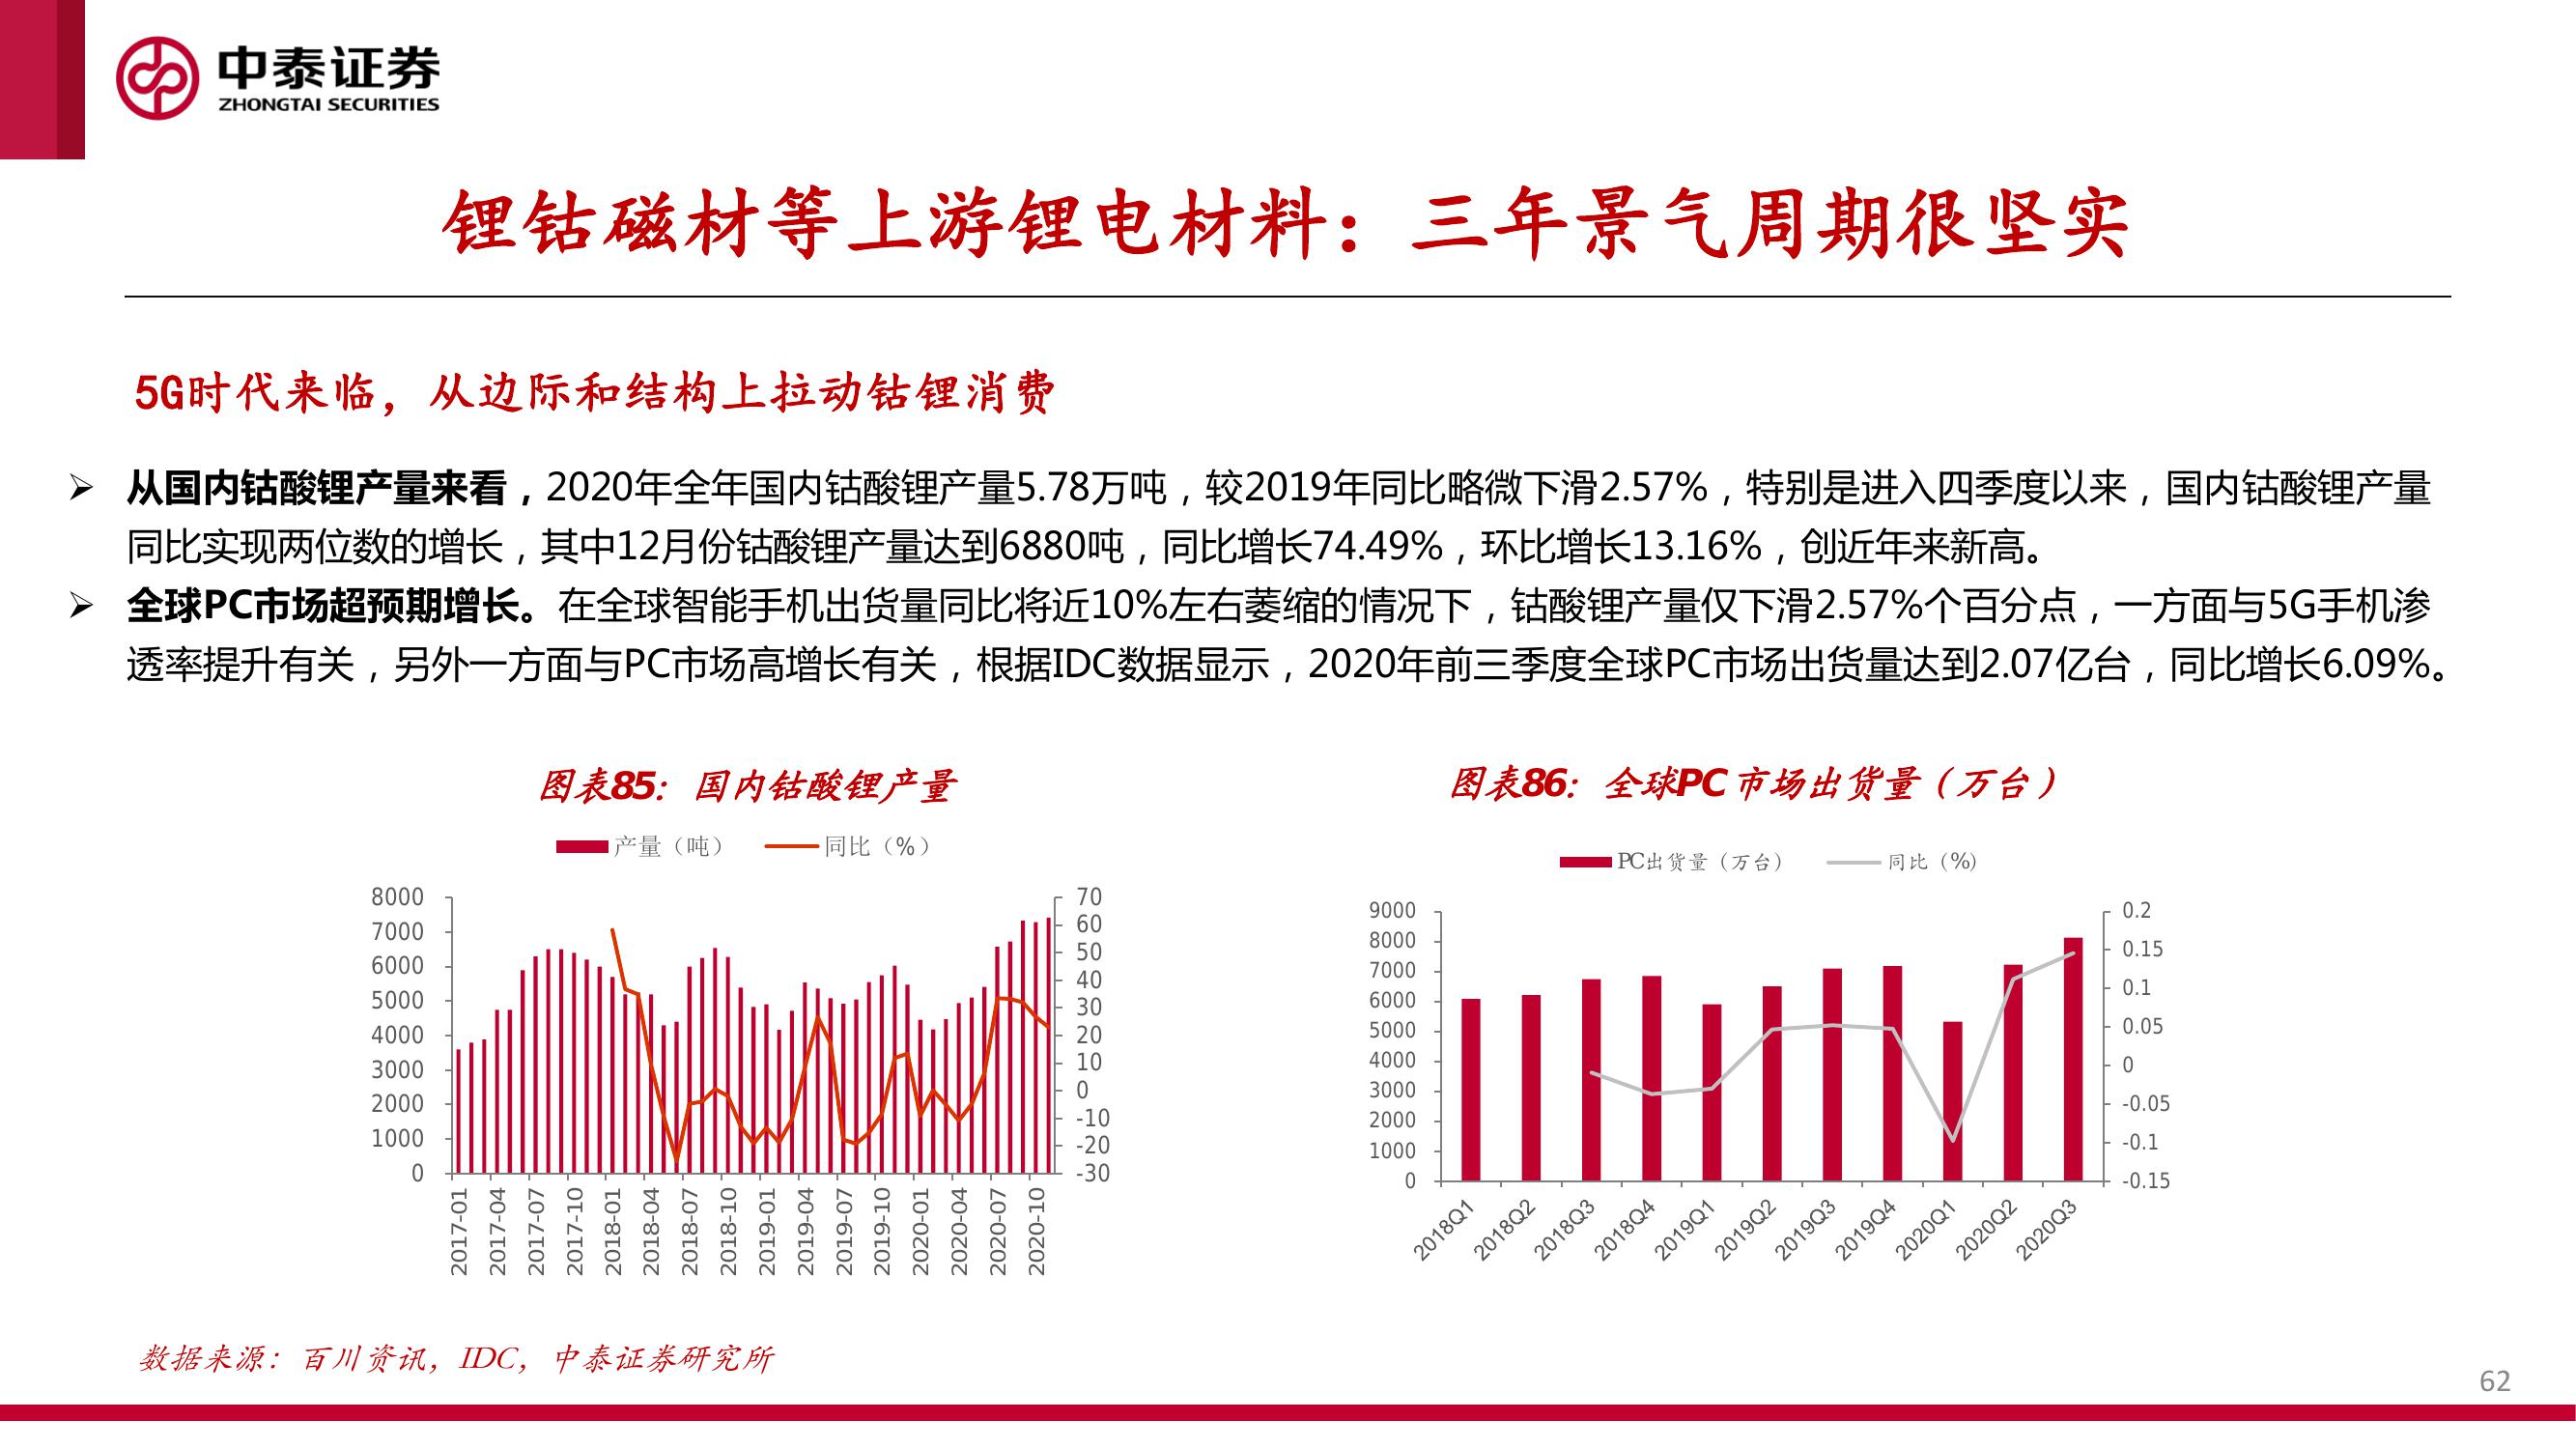 中泰证券
ZHONGTAI SECURITIES
锂钴磁材等上游锂电材料：三年景气周期很坚实
5G时代来临，从边际和结构上拉动钴锂消费
➢ 从国内钴酸锂产量来看，2020年全年国内钴酸锂产量5.78万吨，较2019年同比略微下滑2.57%，特别是进入四季度以来，国内钴酸锂产量
同比实现两位数的增长，其中12月份钴酸锂产量达到6880吨，同比增长74.49%，环比增长13.16%，创近年来新高。
➢ 全球PC市场超预期增长。在全球智能手机出货量同比将近10%左右萎缩的情况下，钴酸锂产量仅下滑2.57%个百分点，一方面与5G手机渗
透率提升有关，另外一方面与PC市场高增长有关，根据IDC数据显示，2020年前三季度全球PC市场出货量达到2.07亿台，同比增长6.09%。
图表85：国内钴酸锂产量
产量（吨） 同比（%）
8000
7000
6000
5000
4000
3000
2000
1000
0
70
60
50
40
30
20
10
0
-10
-20
-30
2017-01
2017-04
2017-07
2017-10
2018-01
2018-04
2018-07
2018-10
2019-01
2019-04
2019-07
2019-10
2020-01
2020-04
2020-07
2020-10
图表86：全球PC市场出货量（万台）
PC出货量（万台） 同比（%）
9000
8000
7000
6000
5000
4000
3000
2000
1000
0
0.2
0.15
0.1
0.05
0
-0.05
-0.1
-0.15
2018Q1
2018Q2
2018Q3
2018Q4
2019Q1
2019Q2
2019Q3
2019Q4
2020Q1
2020Q2
2020Q3
数据来源：百川资讯，IDC，中泰证券研究所
62